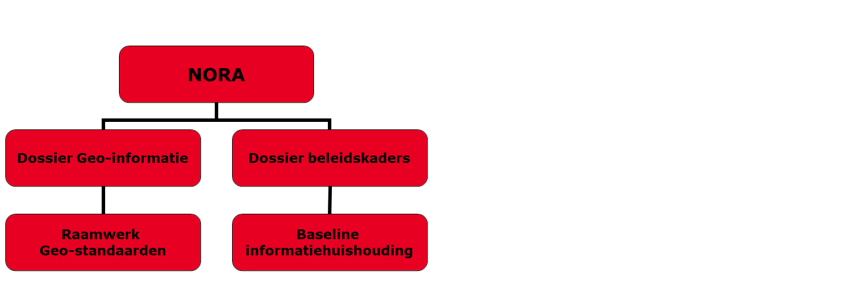 NORA
Dossier Geo-informatie
Dossier beleidskaders
Raamwerk
Geo-standaarden
Baseline
informatiehuishouding